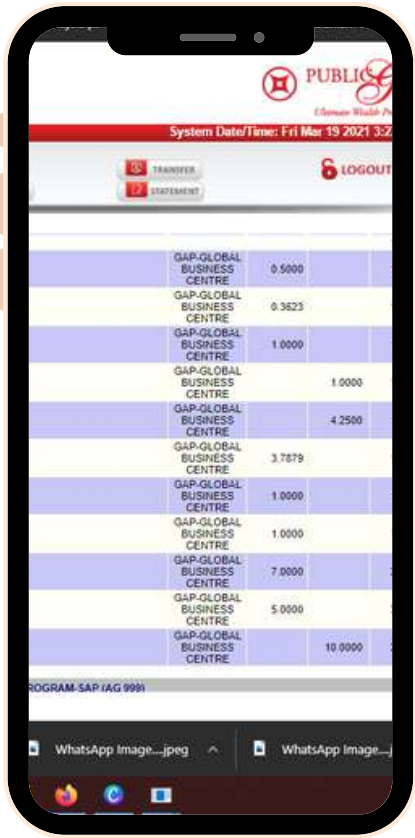 PUBLIC
Ultimate Wealth
System Date/Time: Fri Mar 19 2021 3:2
TRANSFER
LOGOUT
STATEMENT
GAP-GLOBAL
BUSINESS 0.5000
CENTRE
GAP-GLOBAL
BUSINESS 0.3623
CENTRE
GAP-GLOBAL
BUSINESS 1.0000
CENTRE
GAP-GLOBAL
BUSINESS 1.0000
CENTRE
GAP-GLOBAL
BUSINESS 4.2500
CENTRE
GAP-GLOBAL
BUSINESS 3.7879
CENTRE
GAP-GLOBAL
BUSINESS 1.0000
CENTRE
GAP-GLOBAL
BUSINESS 1.0000
CENTRE
GAP-GLOBAL
BUSINESS 7.0000
CENTRE
GAP-GLOBAL
BUSINESS 5.0000
CENTRE
GAP-GLOBAL
BUSINESS 10.0000
CENTRE
ROGRAM-SAP (AG 999)
WhatsApp Image....jpeg WhatsApp Image....j